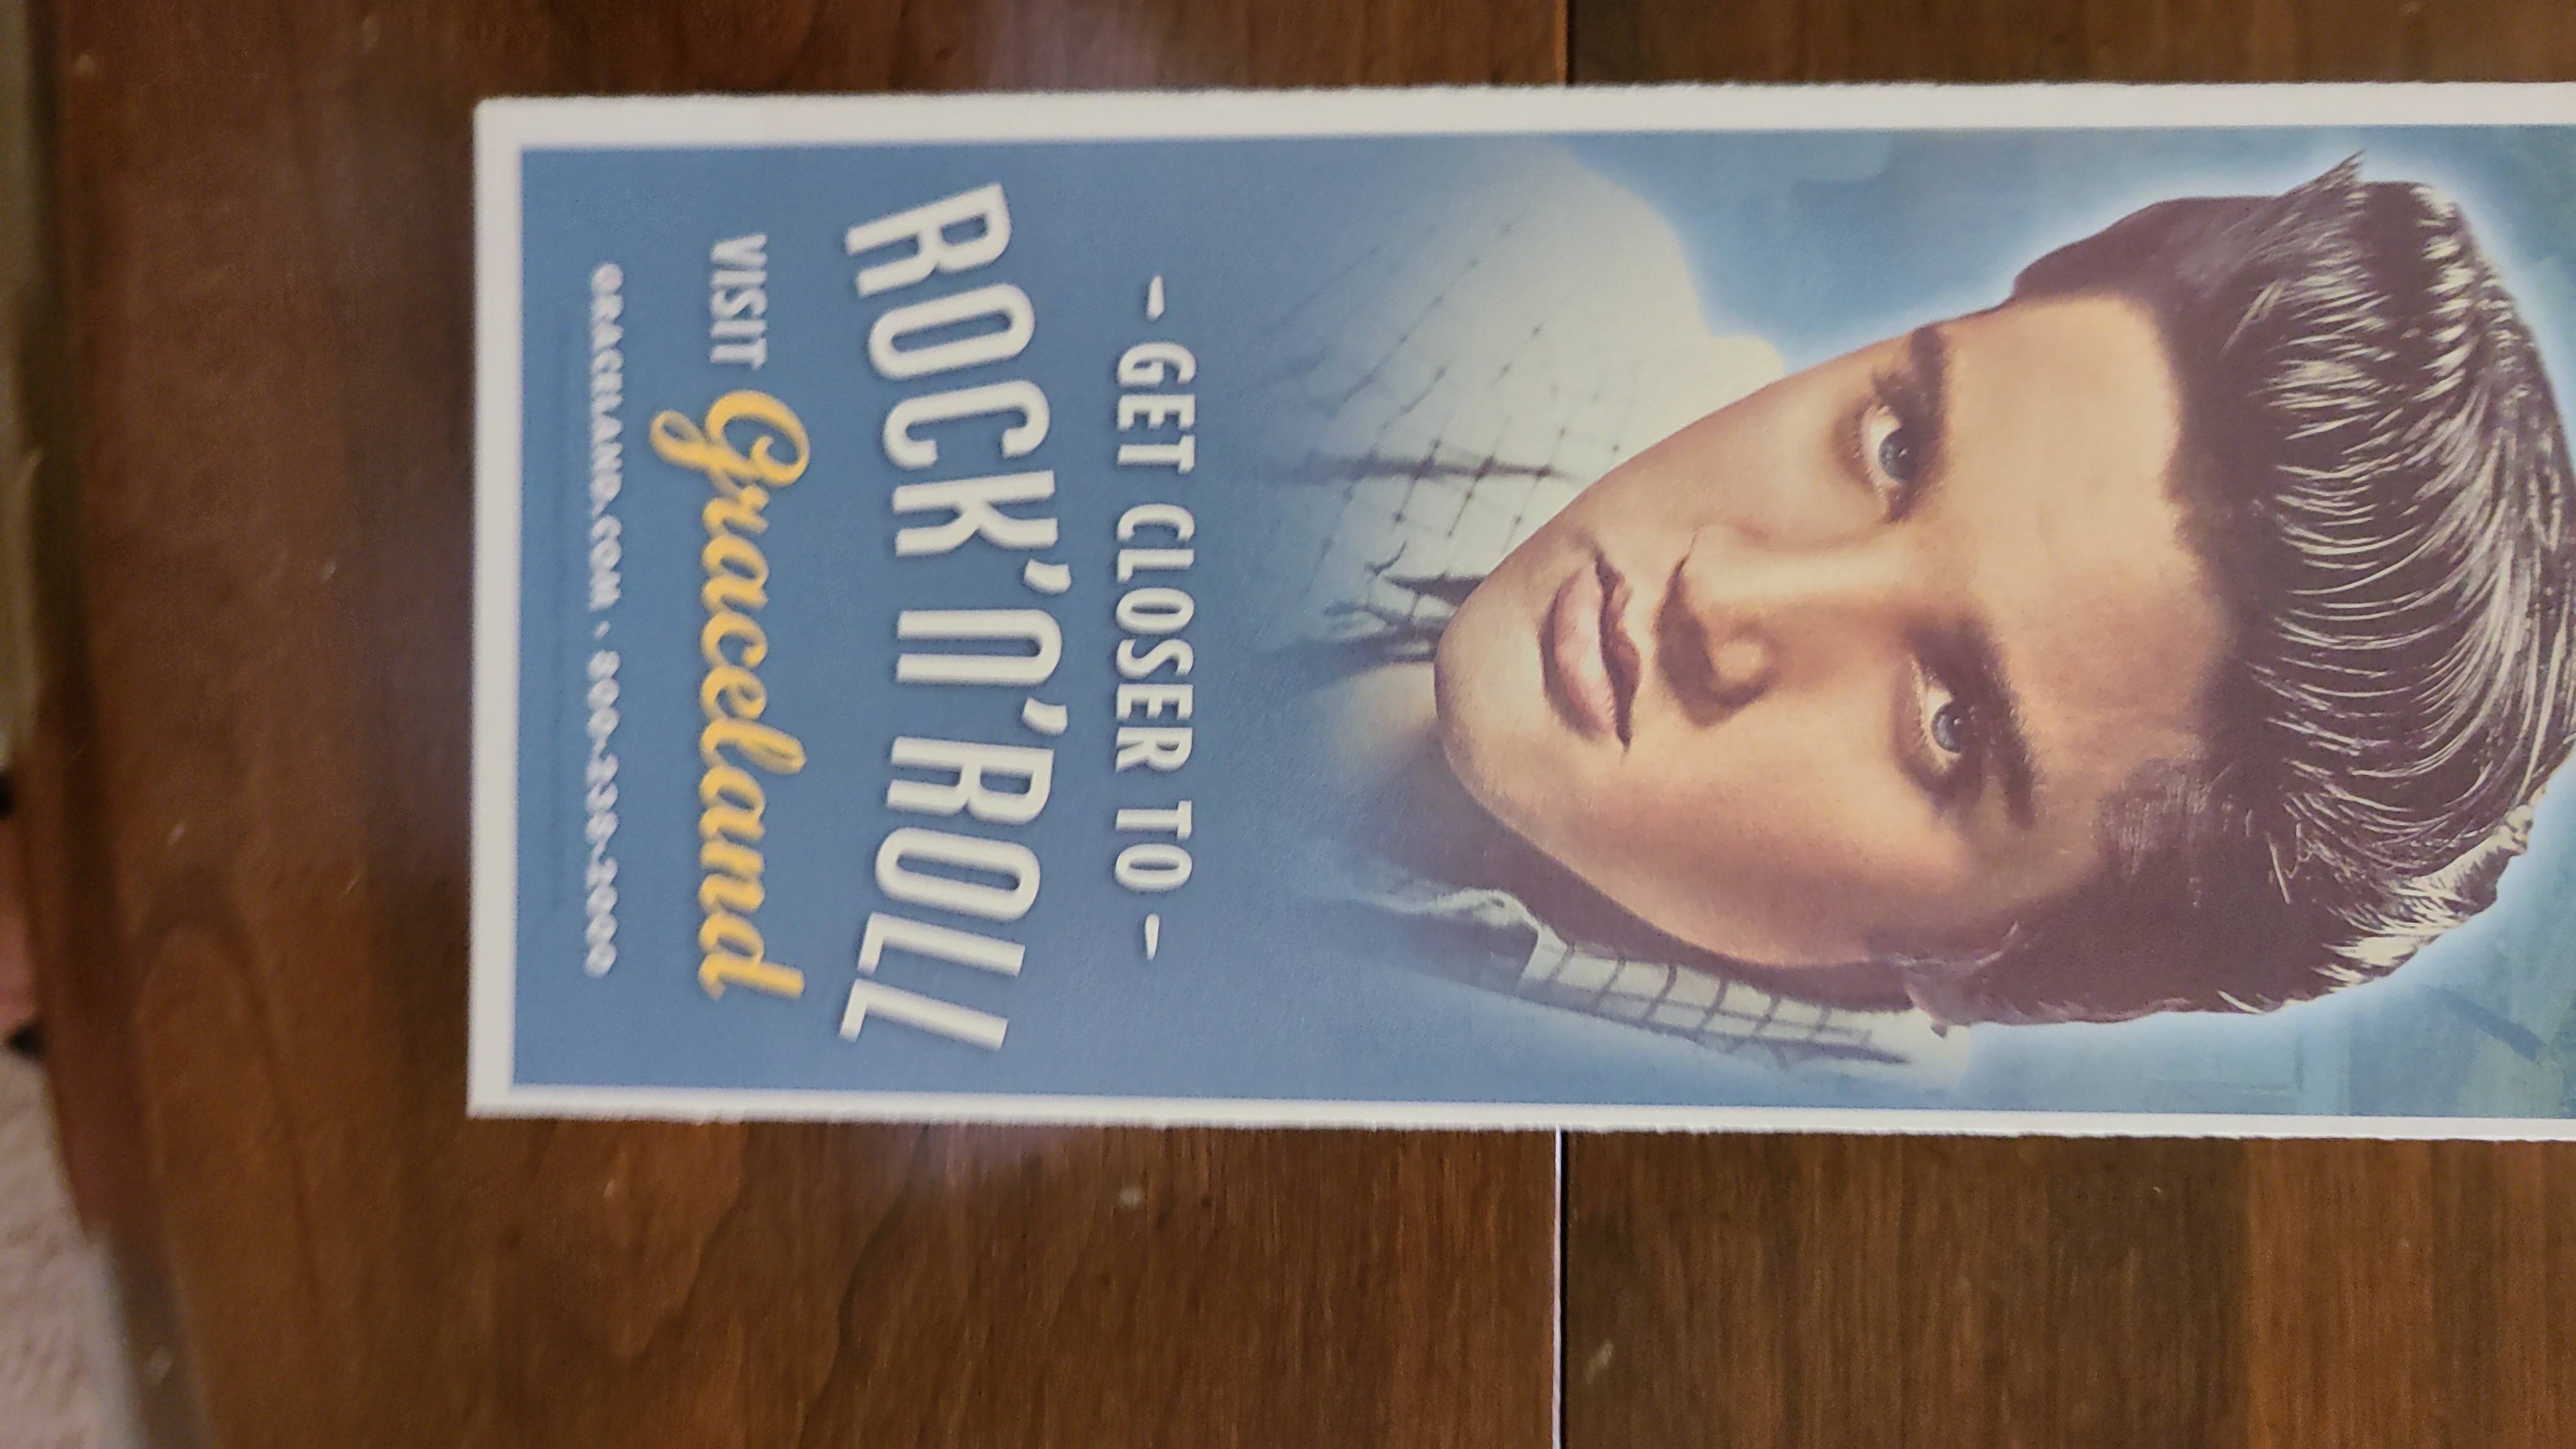 - GET CLOSER TO -
ROCK'N'ROLL
VISIT Graceland
GRACELAND.COM • 800-238-2000